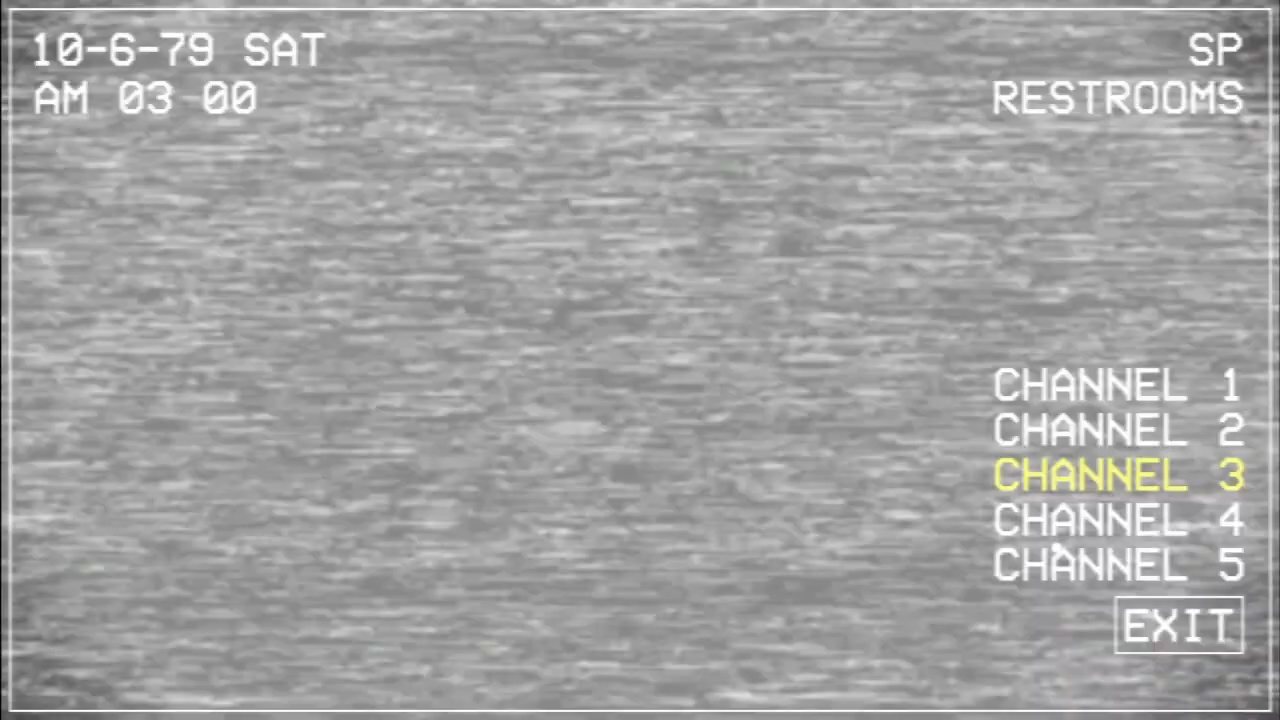 10-6-79 SAT
AM 03 00
SP
RESTROOMS
CHANNEL 1
CHANNEL 2
CHANNEL 3
CHANNEL 4
CHANNEL 5
EXIT